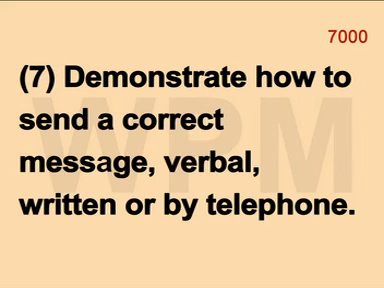 7000
(7) Demonstrate how to
send a correct
message, verbal,
written or by telephone.
WPM